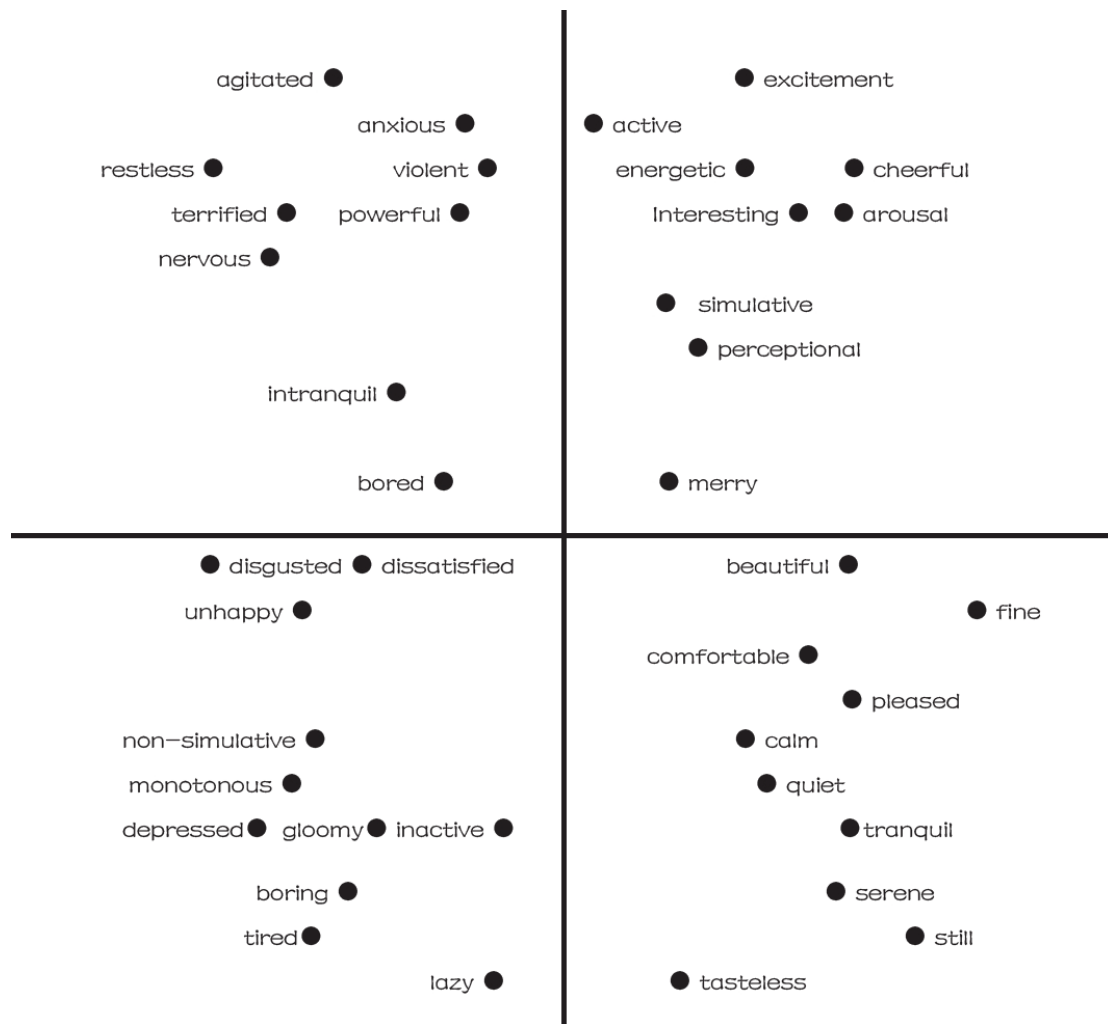 agitated excitement
anxious active
restless violent energetic cheerful
terrified powerful Interesting arousal
nervous
simulative
perceptional
intranquil
bored merry
disgusted dissatisfied beautiful
unhappy fine
comfortable
pleased
non-simulative calm
monotonous quiet
depressed gloomy inactive tranquil
boring serene
tired still
lazy tasteless